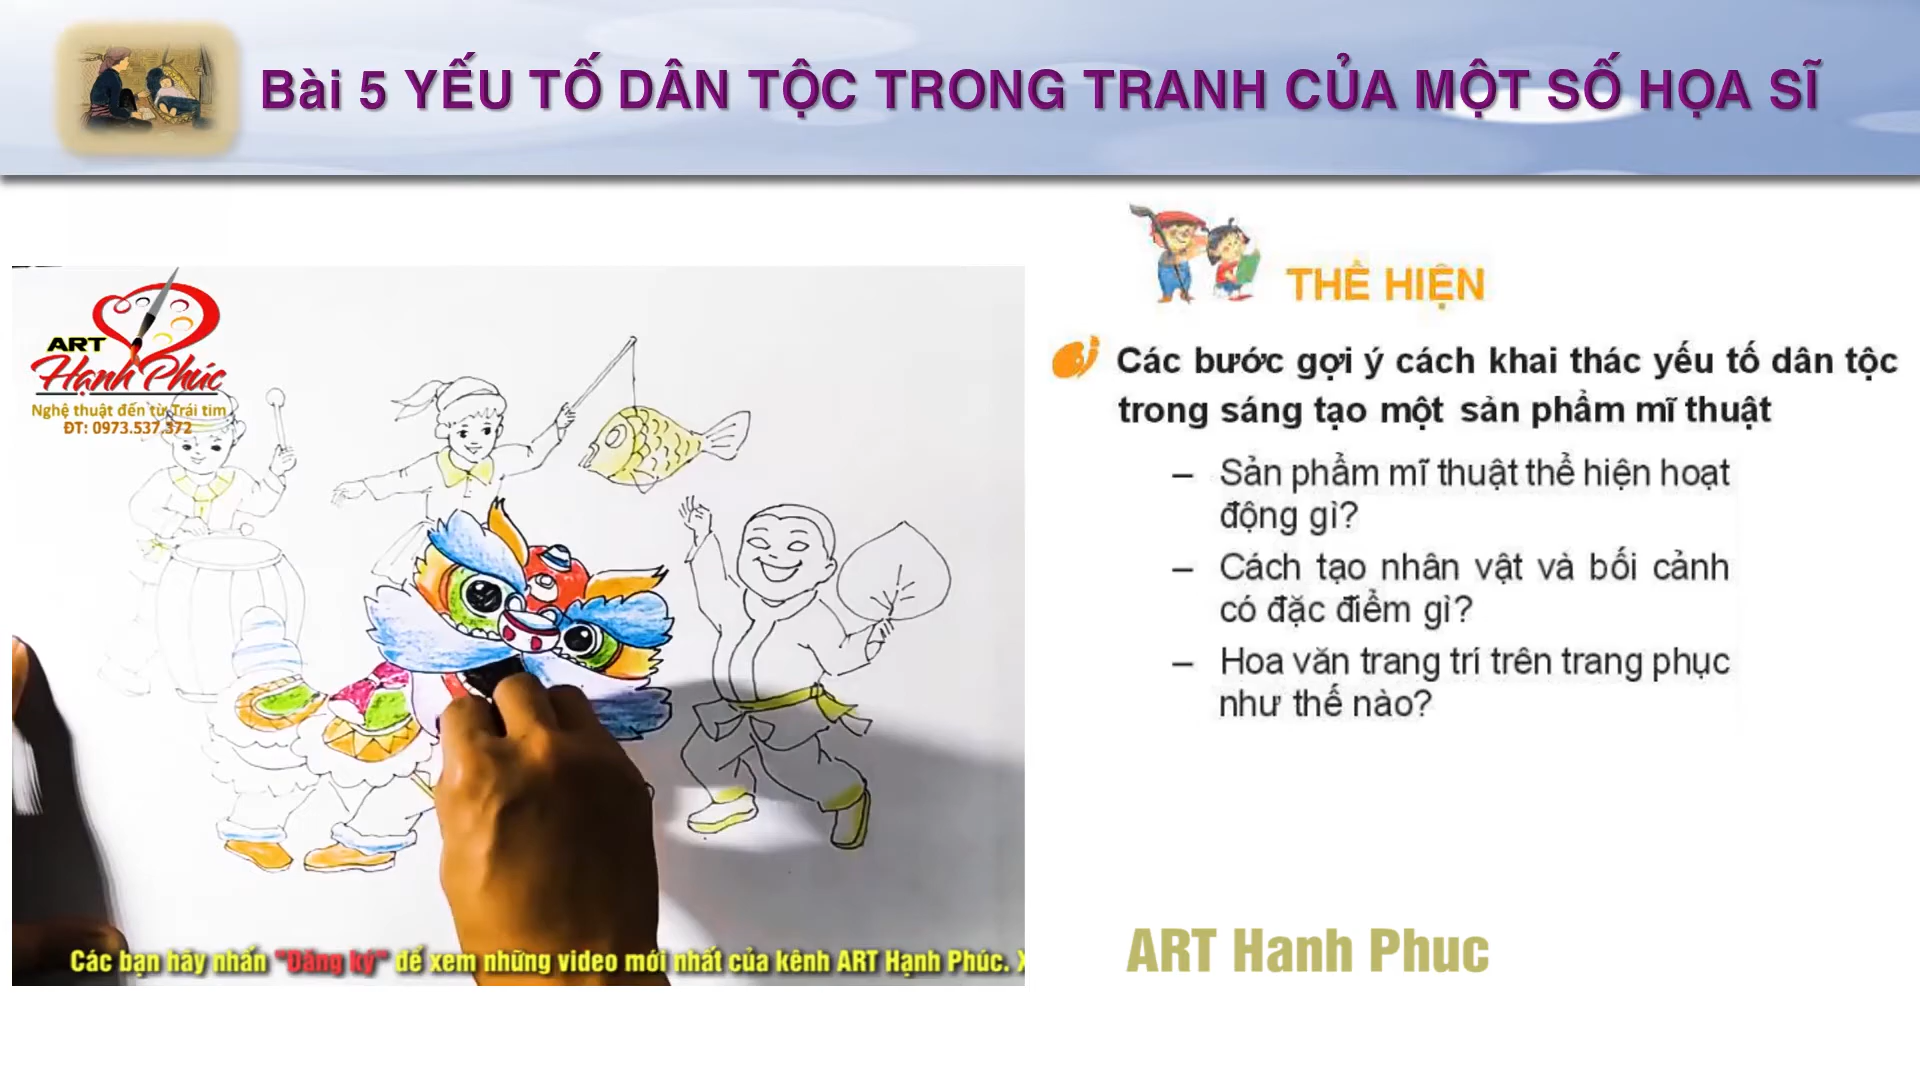 Bài 5 YẾU TỐ DÂN TỘC TRONG TRANH CỦA MỘT SỐ HỌA SĨ
ART
Hạnh Phúc
Nghệ thuật đến từ Trái tim
ĐT: 0973.537.372
THỂ HIỆN
Các bước gợi ý cách khai thác yếu tố dân tộc
trong sáng tạo một sản phẩm mĩ thuật
– Sản phẩm mĩ thuật thể hiện hoạt
động gì?
– Cách tạo nhân vật và bối cảnh
có đặc điểm gì?
– Hoa văn trang trí trên trang phục
như thế nào?
Các bạn hãy nhấn "Đăng ký" để xem những video mới nhất của kênh ART Hạnh Phúc. X
ART Hanh Phuc